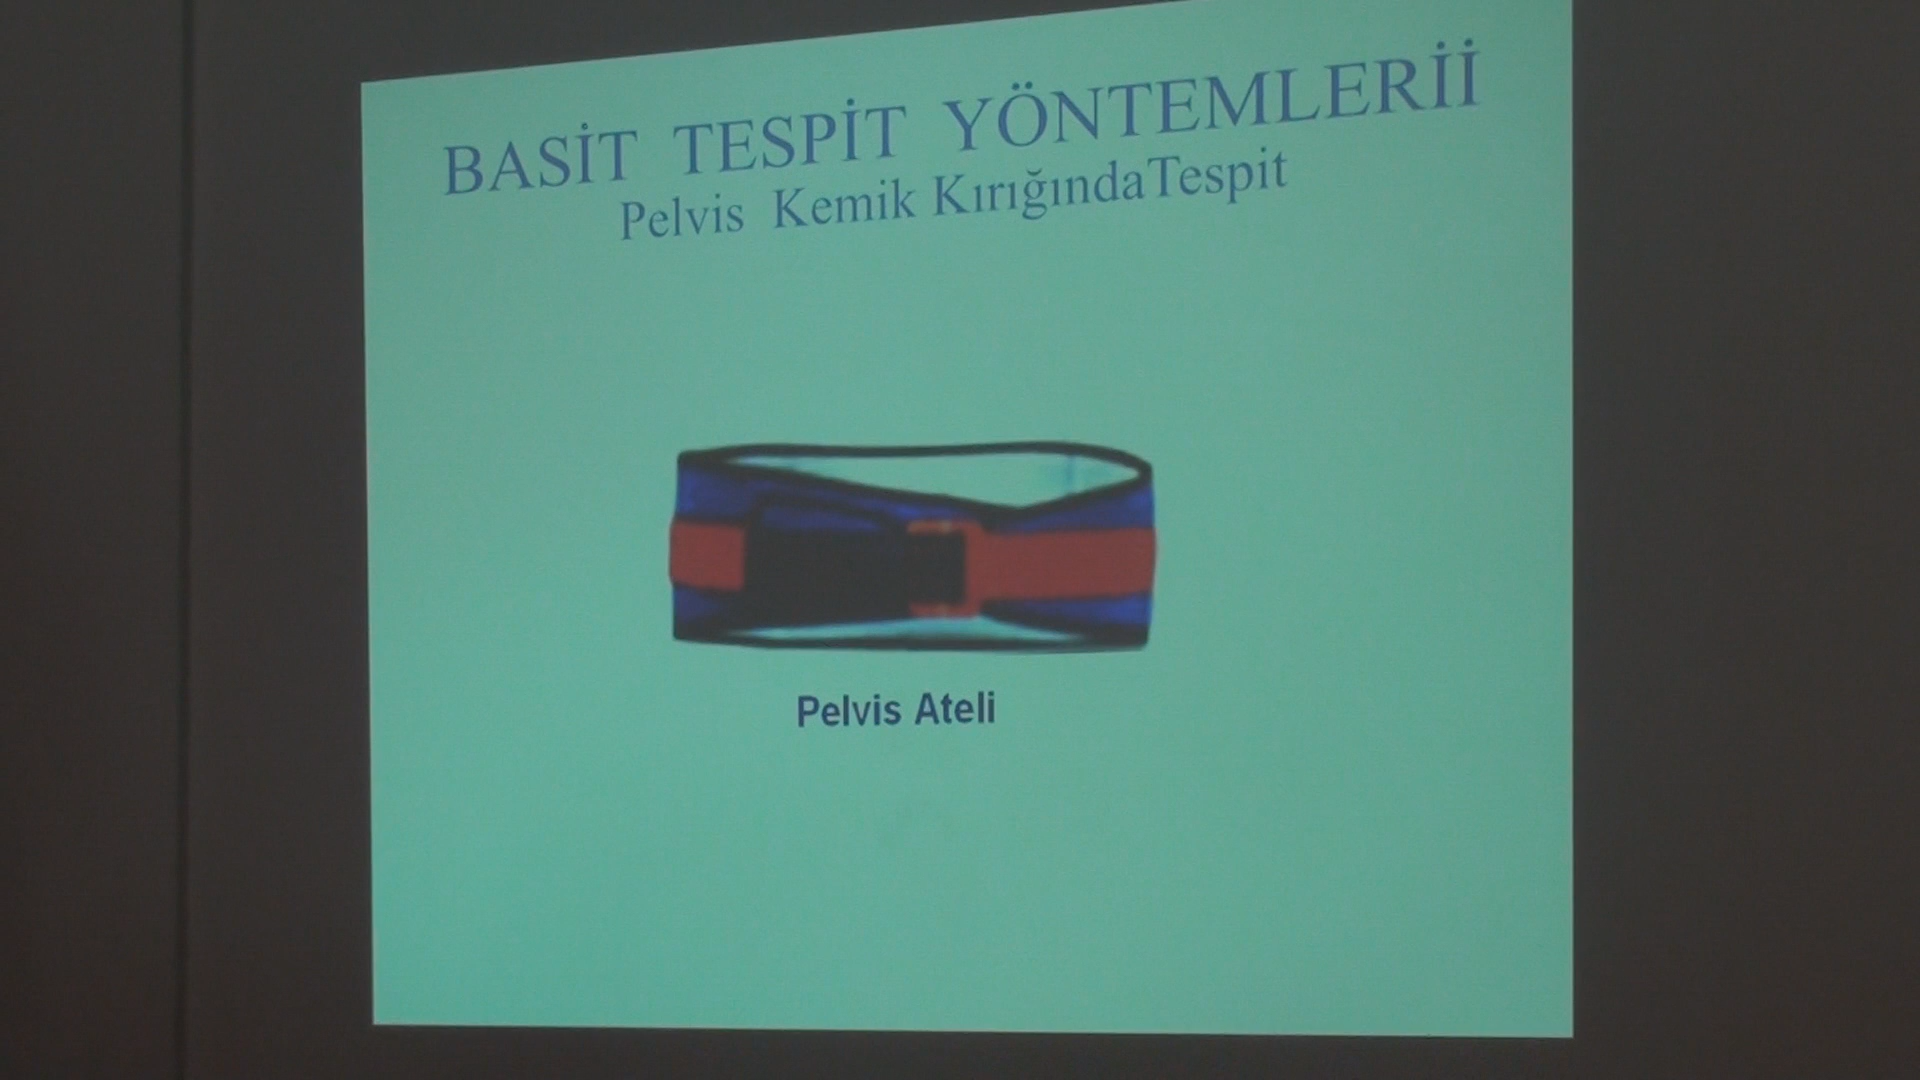 BASİT TESPİT YÖNTEMLERİİ
Pelvis Kemik KırığındaTespit
Pelvis Ateli